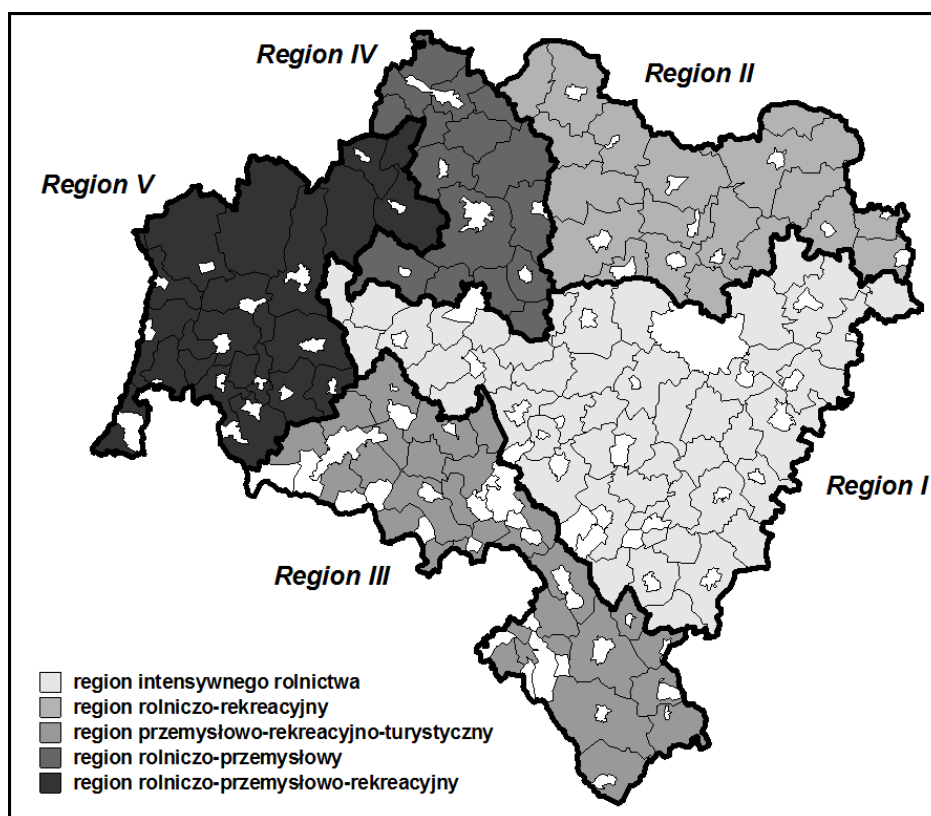 Region IV
Region II
Region V
Region I
Region III
region intensywnego rolnictwa
region rolniczo-rekreacyjny
region przemysłowo-rekreacyjno-turystyczny
region rolniczo-przemysłowy
region rolniczo-przemysłowo-rekreacyjny